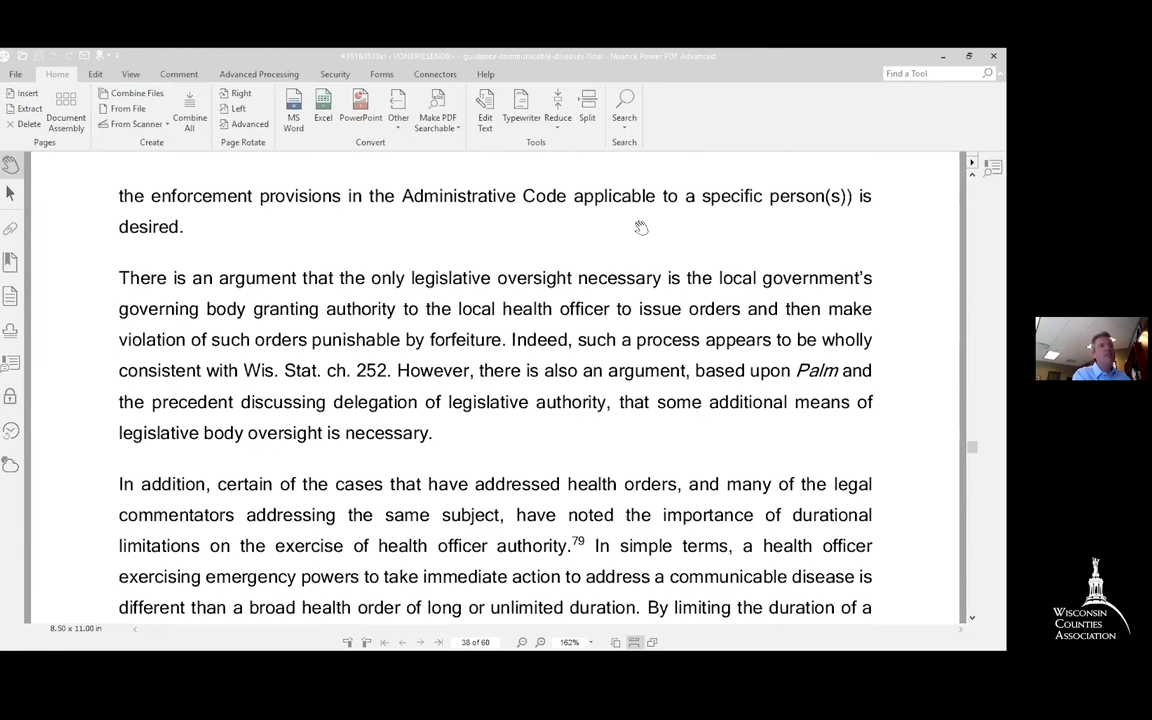 #35163533v1<VONBRIESENDB> - guidance-communicable-diseases-final - Nuance Power PDF Advanced
File Home Edit View Comment Advanced Processing Security Forms Connectors Help
Find a Tool
Insert
Extract
Delete
Document Assembly
Pages
Combine Files
From File
From Scanner
Combine All
Create
Right
Left
Advanced
Page Rotate
MS Word
Excel
PowerPoint
Other
Make PDF Searchable
Convert
Edit Text
Typewriter
Reduce
Split
Tools
Search
Search
the enforcement provisions in the Administrative Code applicable to a specific person(s)) is
desired.
There is an argument that the only legislative oversight necessary is the local government's
governing body granting authority to the local health officer to issue orders and then make
violation of such orders punishable by forfeiture. Indeed, such a process appears to be wholly
consistent with Wis. Stat. ch. 252. However, there is also an argument, based upon Palm and
the precedent discussing delegation of legislative authority, that some additional means of
legislative body oversight is necessary.
In addition, certain of the cases that have addressed health orders, and many of the legal
commentators addressing the same subject, have noted the importance of durational
limitations on the exercise of health officer authority.79 In simple terms, a health officer
exercising emergency powers to take immediate action to address a communicable disease is
different than a broad health order of long or unlimited duration. By limiting the duration of a
8.50 x 11.00 in
38 of 60
162%
WISCONSIN
COUNTIES
ASSOCIATION